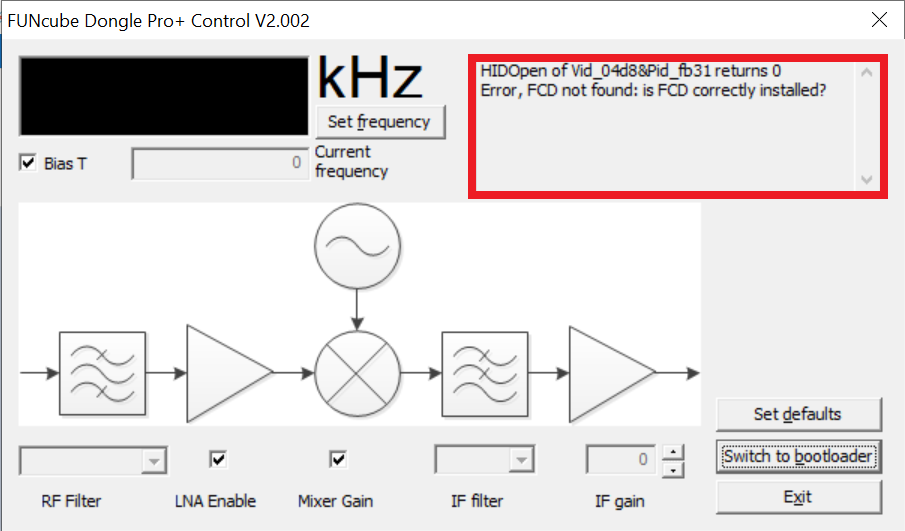 FUNcube Dongle Pro+ Control V2.002
kHz
Set frequency
HIDOpen of Vid_04d8&Pid_fb31 returns 0
Error, FCD not found: is FCD correctly installed?
Bias T
0
Current
frequency
Set defaults
Switch to bootloader
Exit
0
RF Filter
LNA Enable
Mixer Gain
IF filter
IF gain